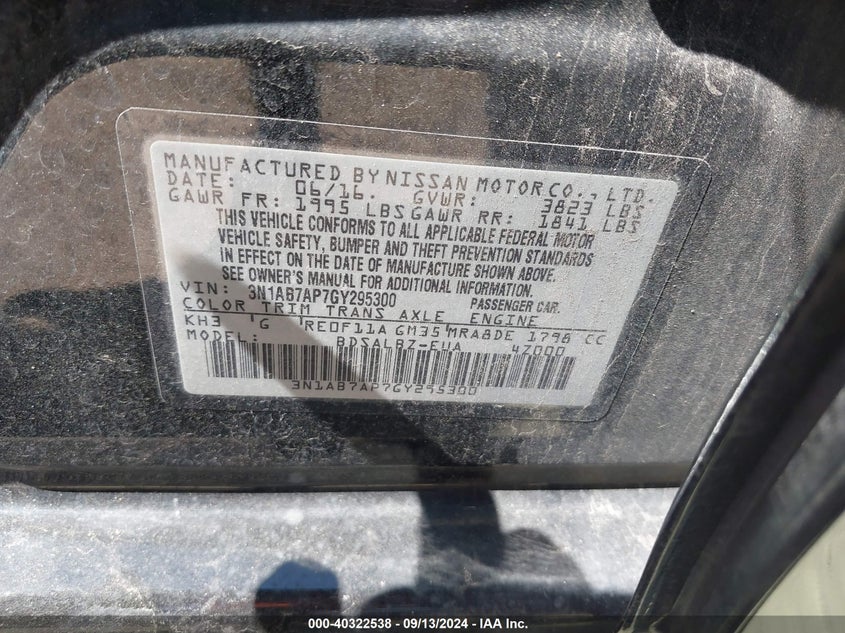 MANUFACTURED BY NISSAN MOTOR CO., LTD.
DATE: 06/16. GVWR: 3823 LBS
GAWR FR: 1995 LBS GAWR RR: 1841 LBS
THIS VEHICLE CONFORMS TO ALL APPLICABLE FEDERAL MOTOR
VEHICLE SAFETY, BUMPER AND THEFT PREVENTION STANDARDS
IN EFFECT ON THE DATE OF MANUFACTURE SHOWN ABOVE.
SEE OWNER'S MANUAL FOR ADDITIONAL INFORMATION.
VIN: 3N1AB7AP7GY295300 PASSENGER CAR.
COLOR TRIM TRANS AXLE ENGINE
KH3 'G 'RE0F11A GM35 MRA8DE 1798 CC
MODEL: BDSALBZ-EUA 4Z000
3N1AB7AP7GY295300
000-40322538 - 09/13/2024 - IAA Inc.